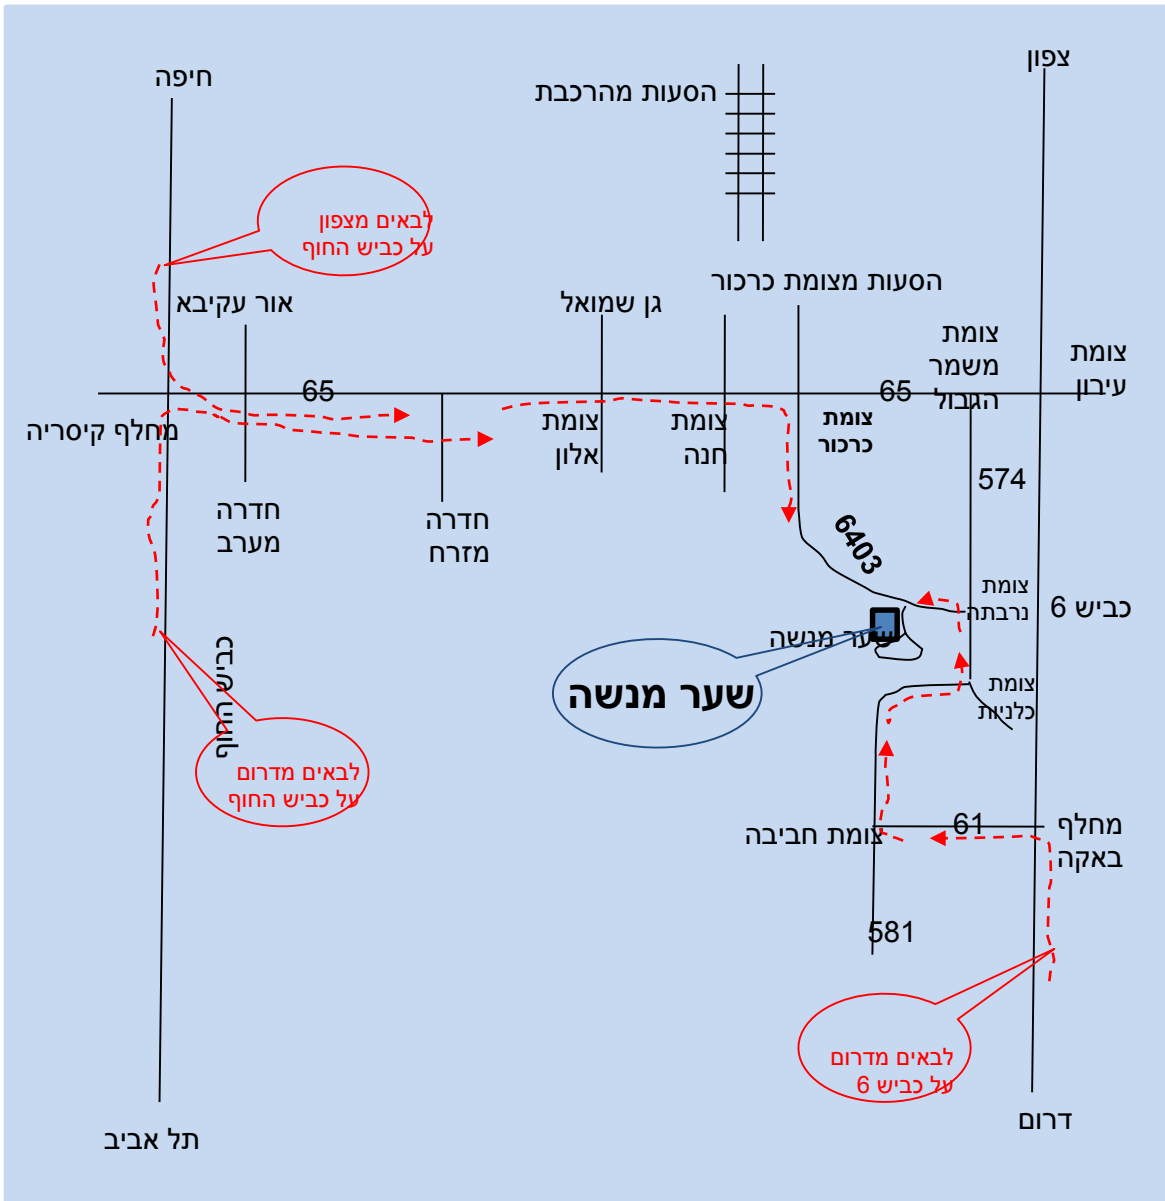 צפון
חיפה
הסעות מהרכבת
לבאים מצפון
על כביש החוף
הסעות מצומת כרכור
אור עקיבא
גן שמואל
צומת
משמר
הגבול
צומת
עירון
65
65
מחלף קיסריה
צומת
אלון
צומת
חנה
צומת
כרכור
574
חדרה
מערב
חדרה
מזרח
6403
צומת
נרבתה
כביש 6
שער מנשה
שער מנשה
צומת
כלניות
כביש החוף
לבאים מדרום
על כביש החוף
61
צומת חביבה
מחלף
באקה
581
לבאים מדרום
על כביש 6
דרום
תל אביב